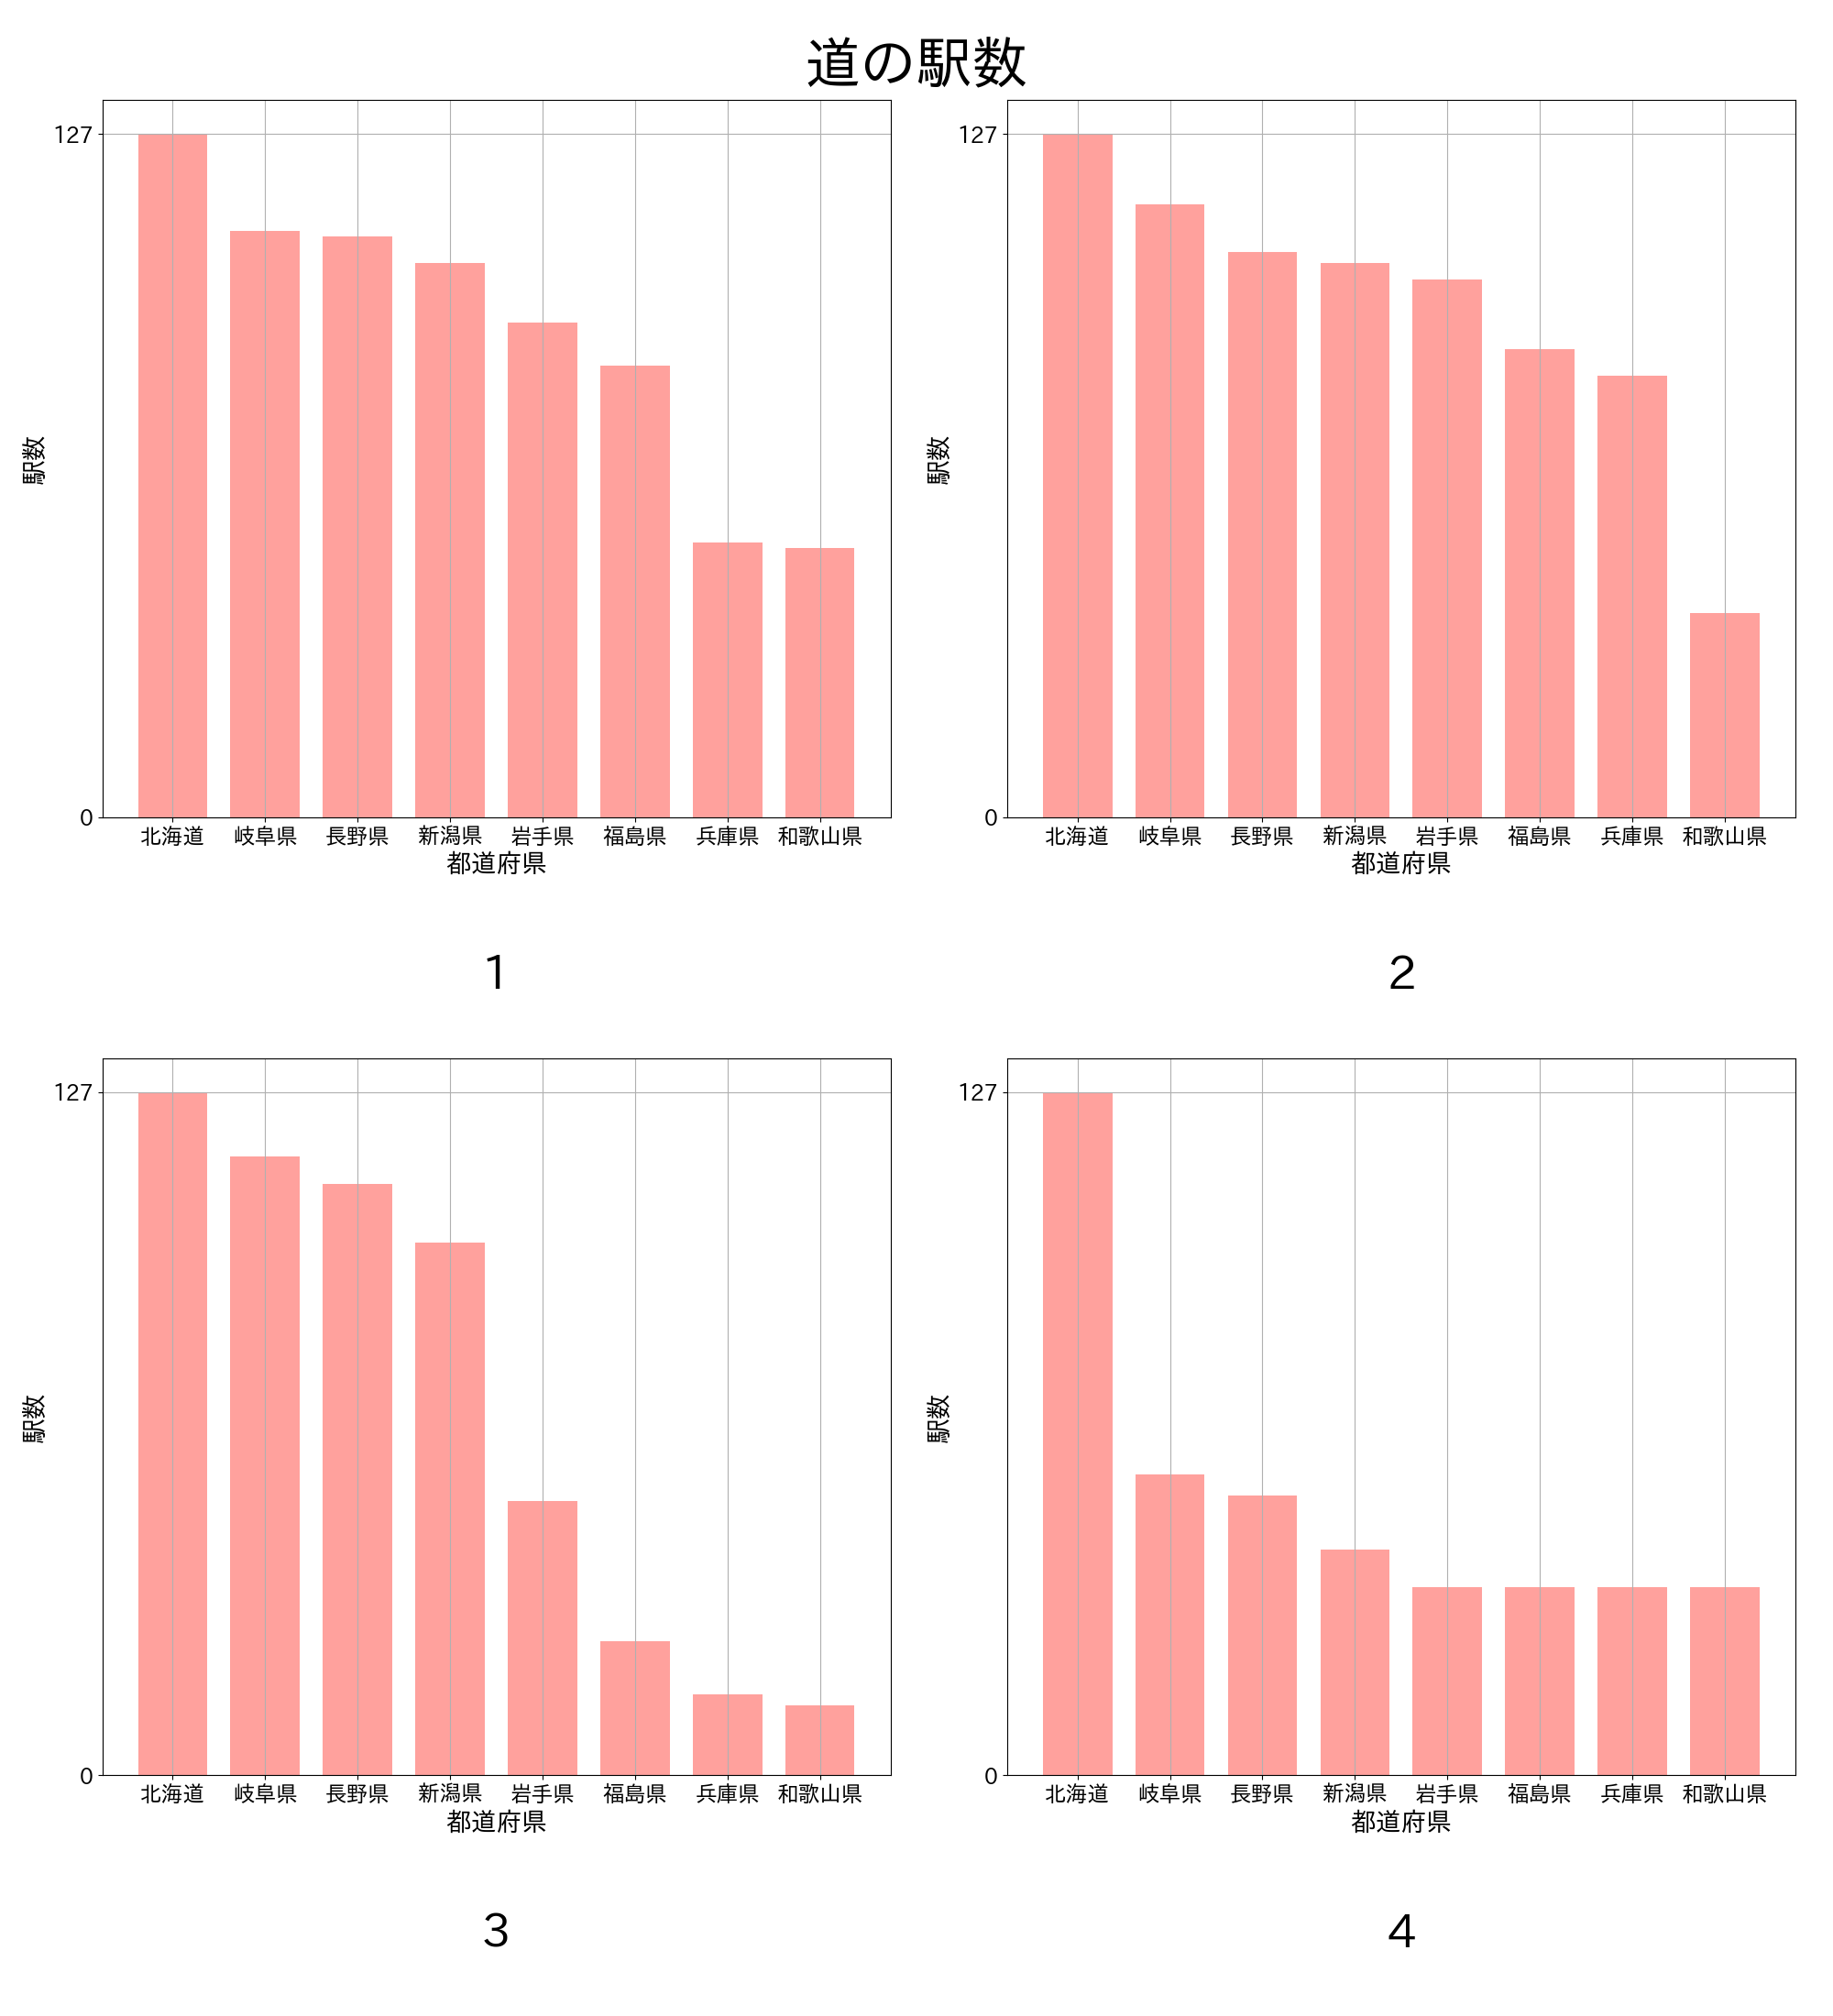 道の駅数
127
0
駅数
北海道 岐阜県 長野県 新潟県 岩手県 福島県 兵庫県 和歌山県
都道府県
1
127
0
駅数
北海道 岐阜県 長野県 新潟県 岩手県 福島県 兵庫県 和歌山県
都道府県
2
127
0
駅数
北海道 岐阜県 長野県 新潟県 岩手県 福島県 兵庫県 和歌山県
都道府県
3
127
0
駅数
北海道 岐阜県 長野県 新潟県 岩手県 福島県 兵庫県 和歌山県
都道府県
4